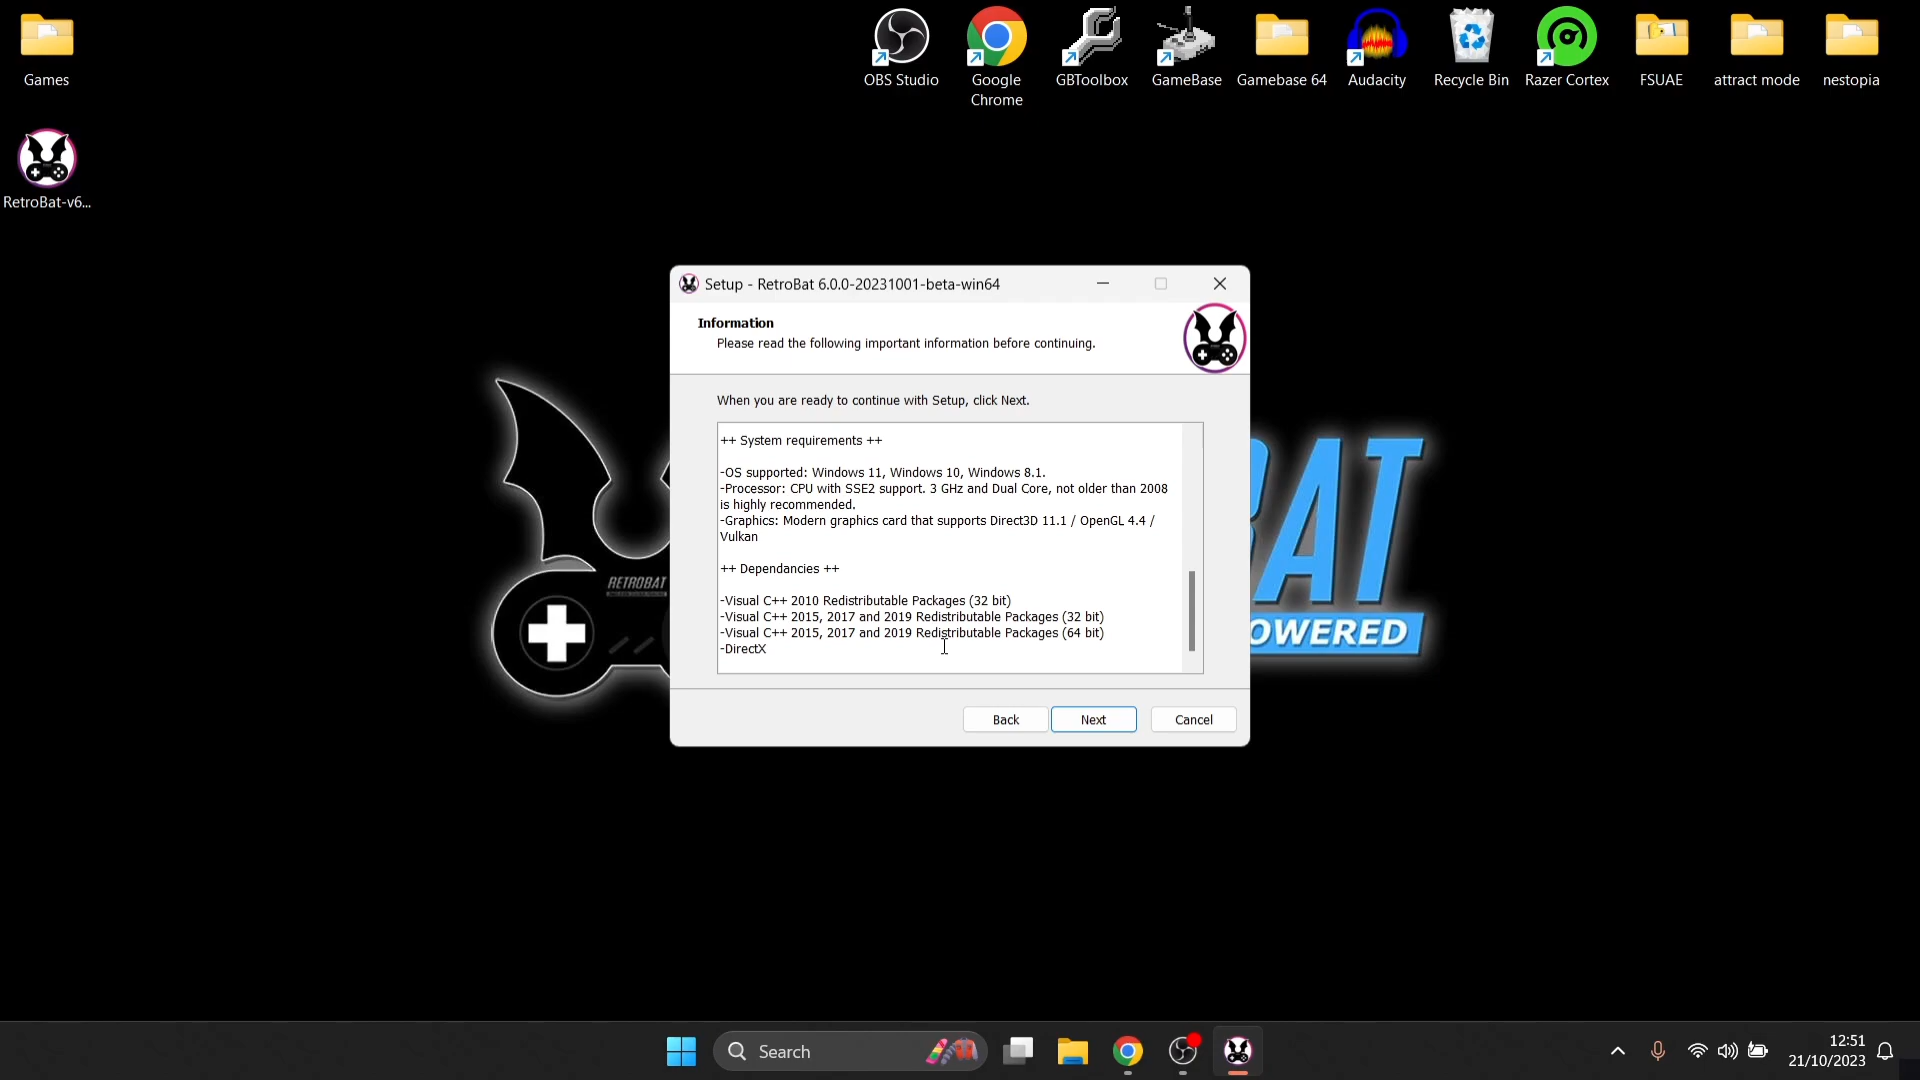 Games
OBS Studio
Google
Chrome
GBToolbox
GameBase
Gamebase 64
Audacity
Recycle Bin
Razer Cortex
FSUAE
attract mode
nestopia
RetroBat-v6...
Setup - RetroBat 6.0.0-20231001-beta-win64
Information
Please read the following important information before continuing.
When you are ready to continue with Setup, click Next.
++ System requirements ++
-OS supported: Windows 11, Windows 10, Windows 8.1.
-Processor: CPU with SSE2 support. 3 GHz and Dual Core, not older than 2008
is highly recommended.
-Graphics: Modern graphics card that supports Direct3D 11.1 / OpenGL 4.4 /
Vulkan
++ Dependancies ++
-Visual C++ 2010 Redistributable Packages (32 bit)
-Visual C++ 2015, 2017 and 2019 Redistributable Packages (32 bit)
-Visual C++ 2015, 2017 and 2019 Redistributable Packages (64 bit)
-DirectX
Back
Next
Cancel
RETROBAT
BAT
OWERED
Search
12:51
21/10/2023